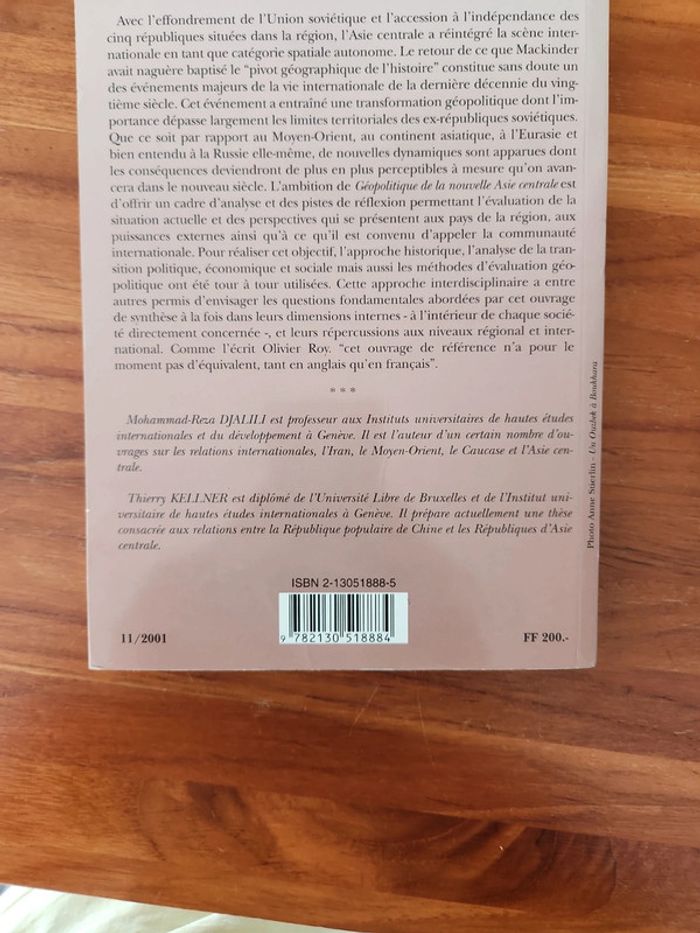 Avec l'effondrement de l'Union soviétique et l'accession à l'indépendance des
cinq républiques situées dans la région, l'Asie centrale a réintégré la scène inter-
nationale en tant que catégorie spatiale autonome. Le retour de ce que Mackinder
avait naguère baptisé le "pivot géographique de l'histoire" constitue sans doute un
des événements majeurs de la vie internationale de la dernière décennie du ving-
tième siècle. Cet événement a entraîné une transformation géopolitique dont l'im-
portance dépasse largement les limites territoriales des ex-républiques soviétiques.
Que ce soit par rapport au Moyen-Orient, au continent asiatique, à l'Eurasie et
bien entendu à la Russie elle-même, de nouvelles dynamiques sont apparues dont
les conséquences deviendront de plus en plus perceptibles à mesure qu'on avan-
cera dans le nouveau siècle. L'ambition de Géopolitique de la nouvelle Asie centrale est
d'offrir un cadre d'analyse et des pistes de réflexion permettant l'évaluation de la
situation actuelle et des perspectives qui se présentent aux pays de la région, aux
puissances externes ainsi qu'à ce qu'il est convenu d'appeler la communauté
internationale. Pour réaliser cet objectif, l'approche historique, l'analyse de la tran-
sition politique, économique et sociale mais aussi les méthodes d'évaluation géo-
politique ont été tour à tour utilisées. Cette approche interdisciplinaire a entre
autres permis d'envisager les questions fondamentales abordées par cet ouvrage
de synthèse à la fois dans leurs dimensions internes - à l'intérieur de chaque socié-
té directement concernée -, et leurs répercussions aux niveaux régional et inter-
national. Comme l'écrit Olivier Roy. "cet ouvrage de référence n'a pour le
moment pas d'équivalent, tant en anglais qu'en français".
* * *
Mohammad-Reza DJALILI est professeur aux Instituts universitaires de hautes études
internationales et du développement à Genève. Il est l'auteur d'un certain nombre d'ou-
vrages sur les relations internationales, l'Iran, le Moyen-Orient, le Caucase et l'Asie cen-
trale.
Thierry KELLNER est diplômé de l'Université Libre de Bruxelles et de l'Institut uni-
versitaire de hautes études internationales à Genève. Il prépare actuellement une thèse
consacrée aux relations entre la République populaire de Chine et les Républiques d'Asie
centrale.
Photo Anne Stierlin - Un Ouzbek à Boukhara
ISBN 2-13051888-5
9 782130 518884
11/2001
FF 200.-